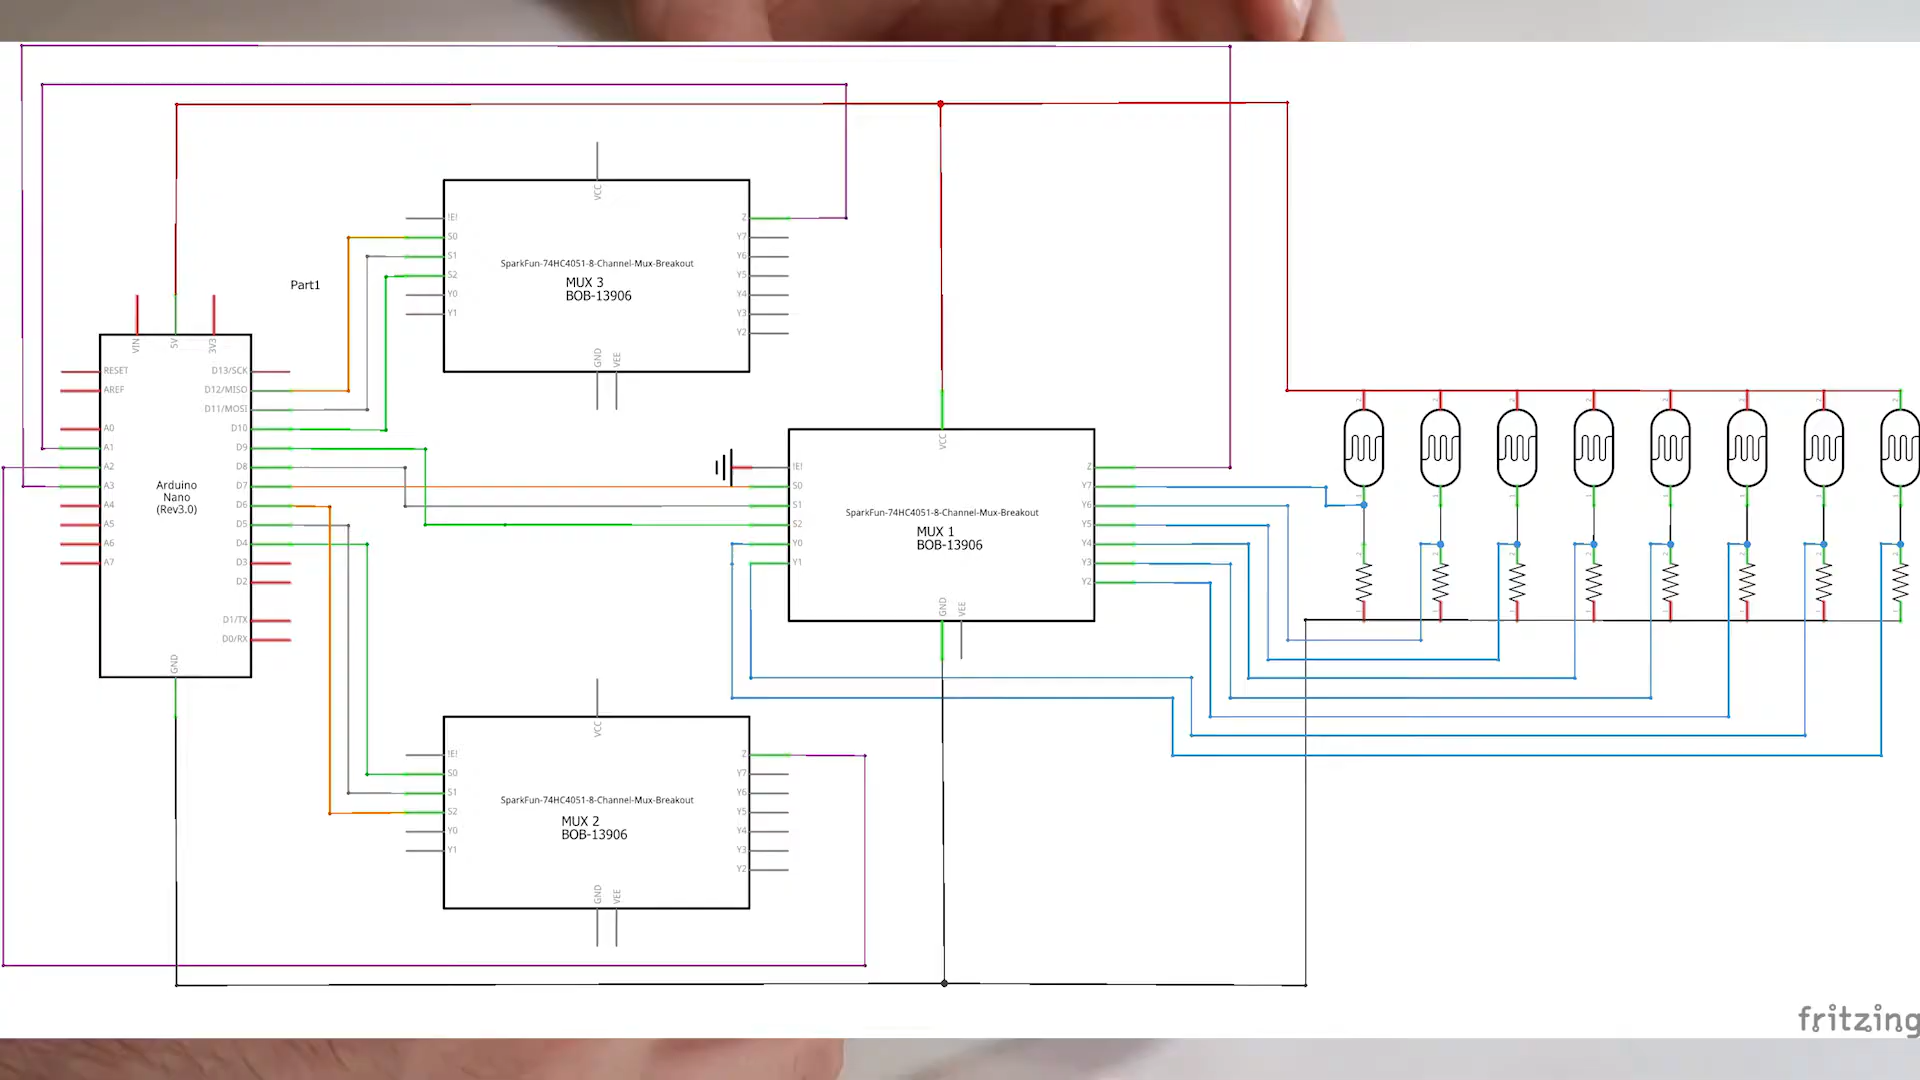 VCC
!E!
S0
S1
S2
Y0
Y1
SparkFun-74HC4051-8-Channel-Mux-Breakout
MUX 3
BOB-13906
Z
Y7
Y6
Y5
Y4
Y3
Y2
GND
VEE
Part1
VIN
5V
3V3
RESET
AREF
A0
A1
A2
A3
A4
A5
A6
A7
Arduino
Nano
(Rev3.0)
D13/SCK
D12/MISO
D11/MOSI
D10
D9
D8
D7
D6
D5
D4
D3
D2
D1/TX
D0/RX
GND
VCC
!E!
S0
S1
S2
Y0
Y1
SparkFun-74HC4051-8-Channel-Mux-Breakout
MUX 1
BOB-13906
Z
Y7
Y6
Y5
Y4
Y3
Y2
GND
VEE
VCC
!E!
S0
S1
S2
Y0
Y1
SparkFun-74HC4051-8-Channel-Mux-Breakout
MUX 2
BOB-13906
Z
Y7
Y6
Y5
Y4
Y3
Y2
GND
VEE
fritzing